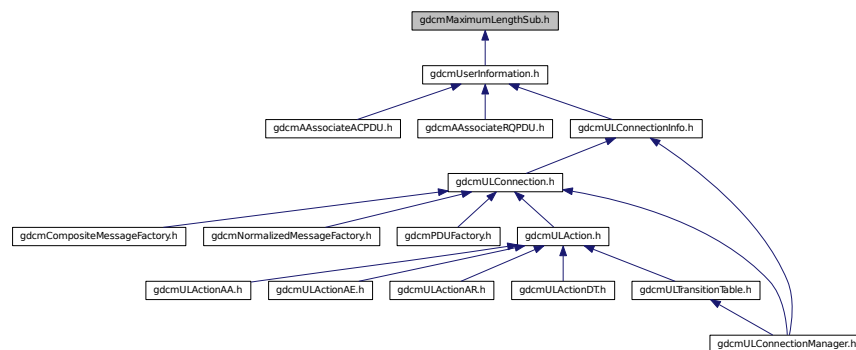 gdcmMaximumLengthSub.h
gdcmUserInformation.h
gdcmAAssociateACPDU.h
gdcmAAssociateRQPDU.h
gdcmULConnectionInfo.h
gdcmULConnection.h
gdcmCompositeMessageFactory.h
gdcmNormalizedMessageFactory.h
gdcmPDUFactory.h
gdcmULAction.h
gdcmULActionAA.h
gdcmULActionAE.h
gdcmULActionAR.h
gdcmULActionDT.h
gdcmULTransitionTable.h
gdcmULConnectionManager.h